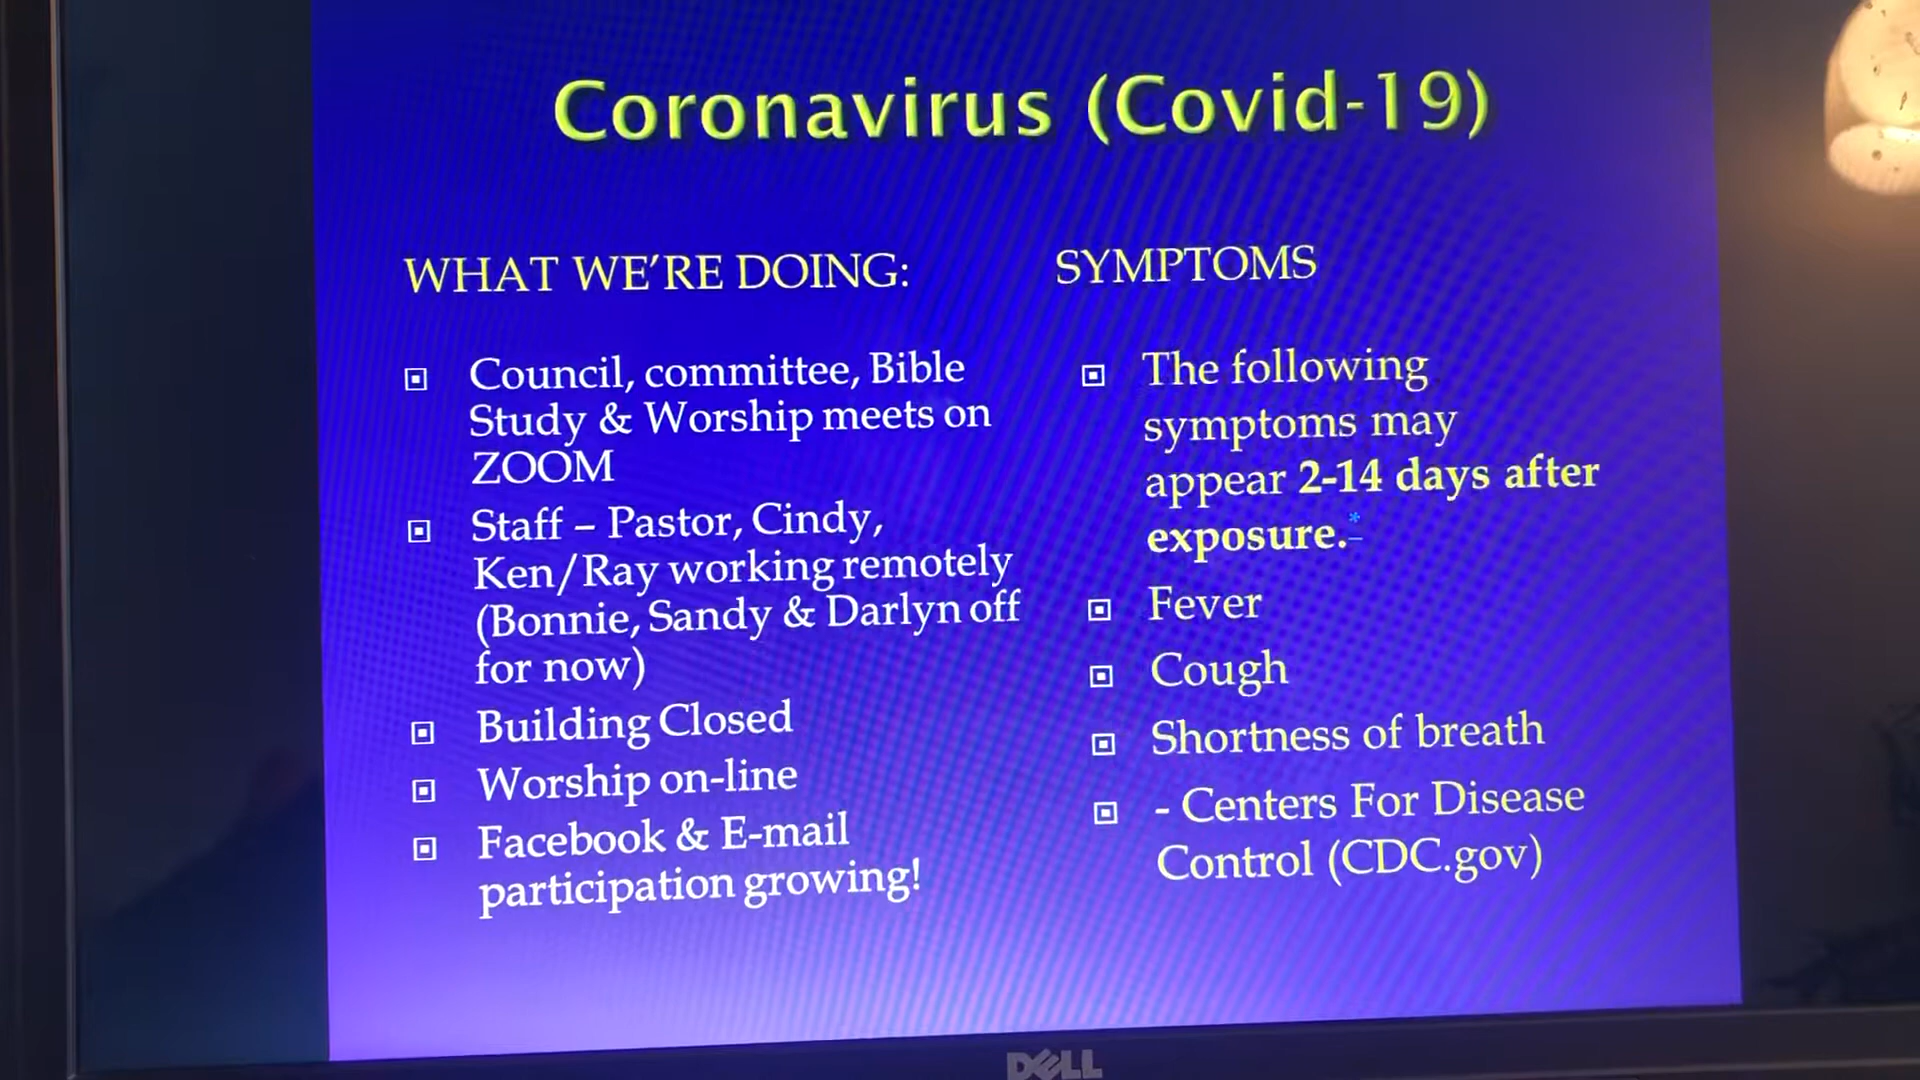 Coronavirus (Covid-19)
WHAT WE’RE DOING:
Council, committee, Bible
Study & Worship meets on
ZOOM
Staff – Pastor, Cindy,
Ken/Ray working remotely
(Bonnie, Sandy & Darlyn off
for now)
Building Closed
Worship on-line
Facebook & E-mail
participation growing!
SYMPTOMS
The following
symptoms may
appear 2-14 days after
exposure.*
Fever
Cough
Shortness of breath
- Centers For Disease
Control (CDC.gov)
DELL